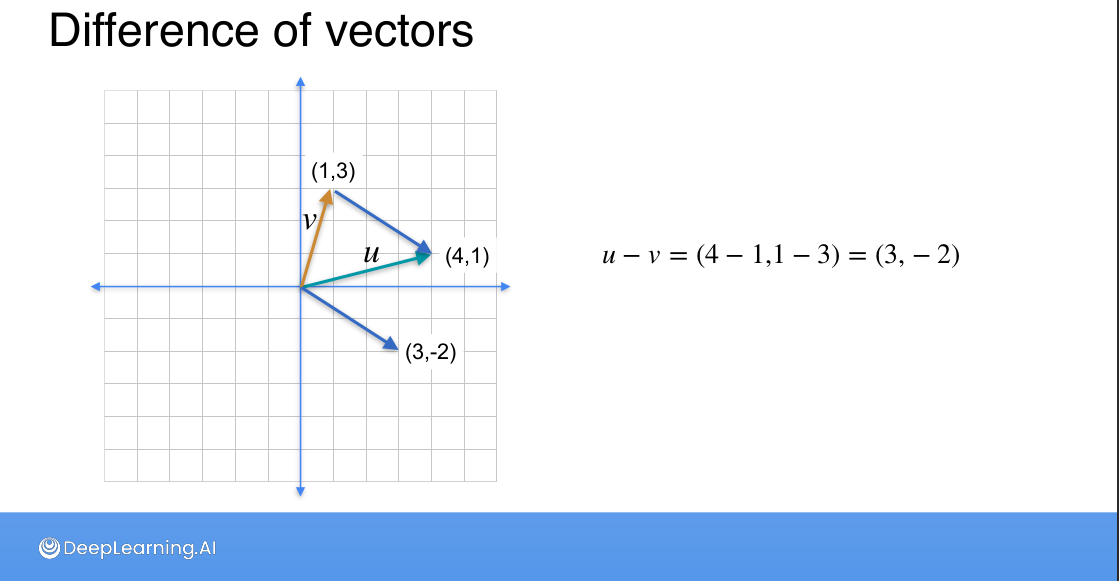 Difference of vectors
(1,3)
v
u
(4,1)
u − v = (4 − 1,1 − 3) = (3, − 2)
(3,-2)
DeepLearning.AI